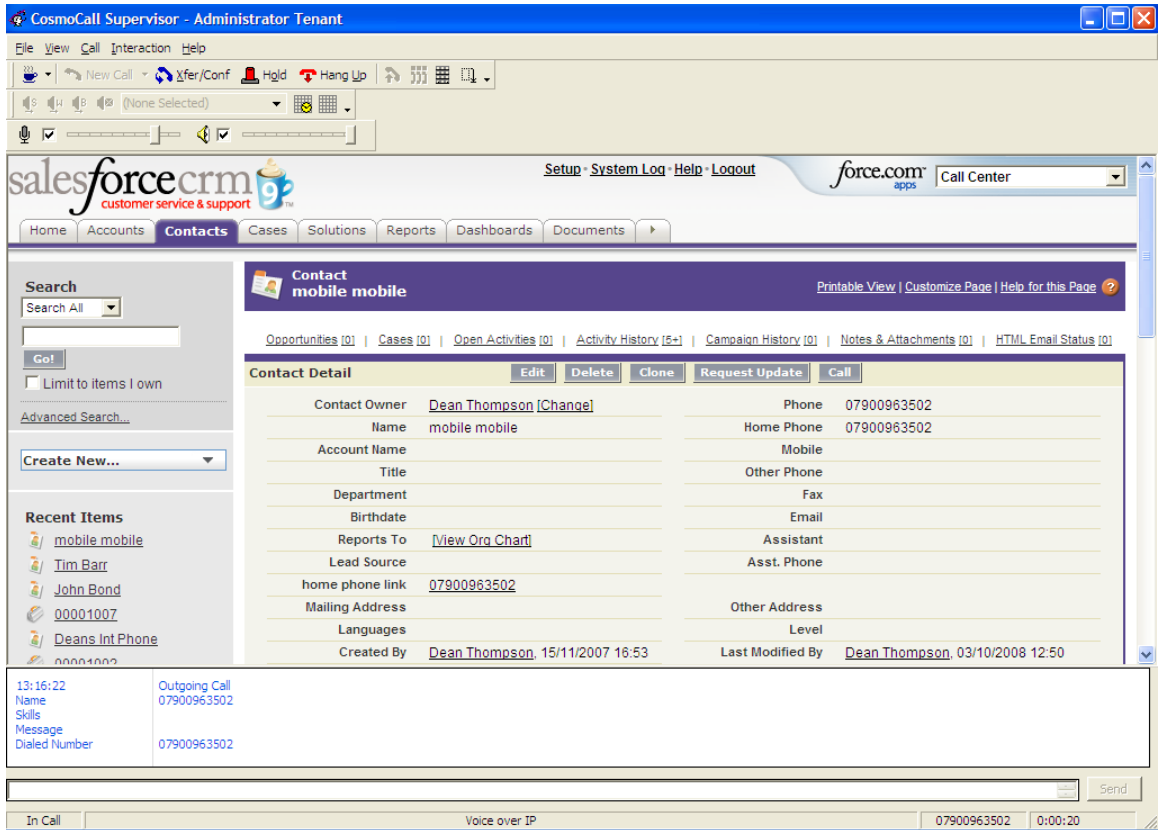 CosmoCall Supervisor - Administrator Tenant
File View Call Interaction Help
New Call Xfer/Conf Hold Hang Up
S W B (None Selected)
salesforcecrm
customer service & support
9
TM
Setup · System Log · Help · Logout
force.com
apps
Call Center
Home Accounts Contacts Cases Solutions Reports Dashboards Documents
Search
Search All
Go!
Limit to items I own
Advanced Search...
Create New...
Recent Items
mobile mobile
Tim Barr
John Bond
00001007
Deans Int Phone
00001002
Contact
mobile mobile
Printable View | Customize Page | Help for this Page ?
Opportunities [0] | Cases [0] | Open Activities [0] | Activity History [5+] | Campaign History [0] | Notes & Attachments [0] | HTML Email Status [0]
Contact Detail Edit Delete Clone Request Update Call
Contact Owner Dean Thompson [Change] Phone 07900963502
Name mobile mobile Home Phone 07900963502
Account Name Mobile
Title Other Phone
Department Fax
Birthdate Email
Reports To [View Org Chart] Assistant
Lead Source Asst. Phone
home phone link 07900963502
Mailing Address Other Address
Languages Level
Created By Dean Thompson, 15/11/2007 16:53 Last Modified By Dean Thompson, 03/10/2008 12:50
13:16:22 Outgoing Call
Name 07900963502
Skills
Message
Dialed Number 07900963502
Send
In Call Voice over IP 07900963502 0:00:20